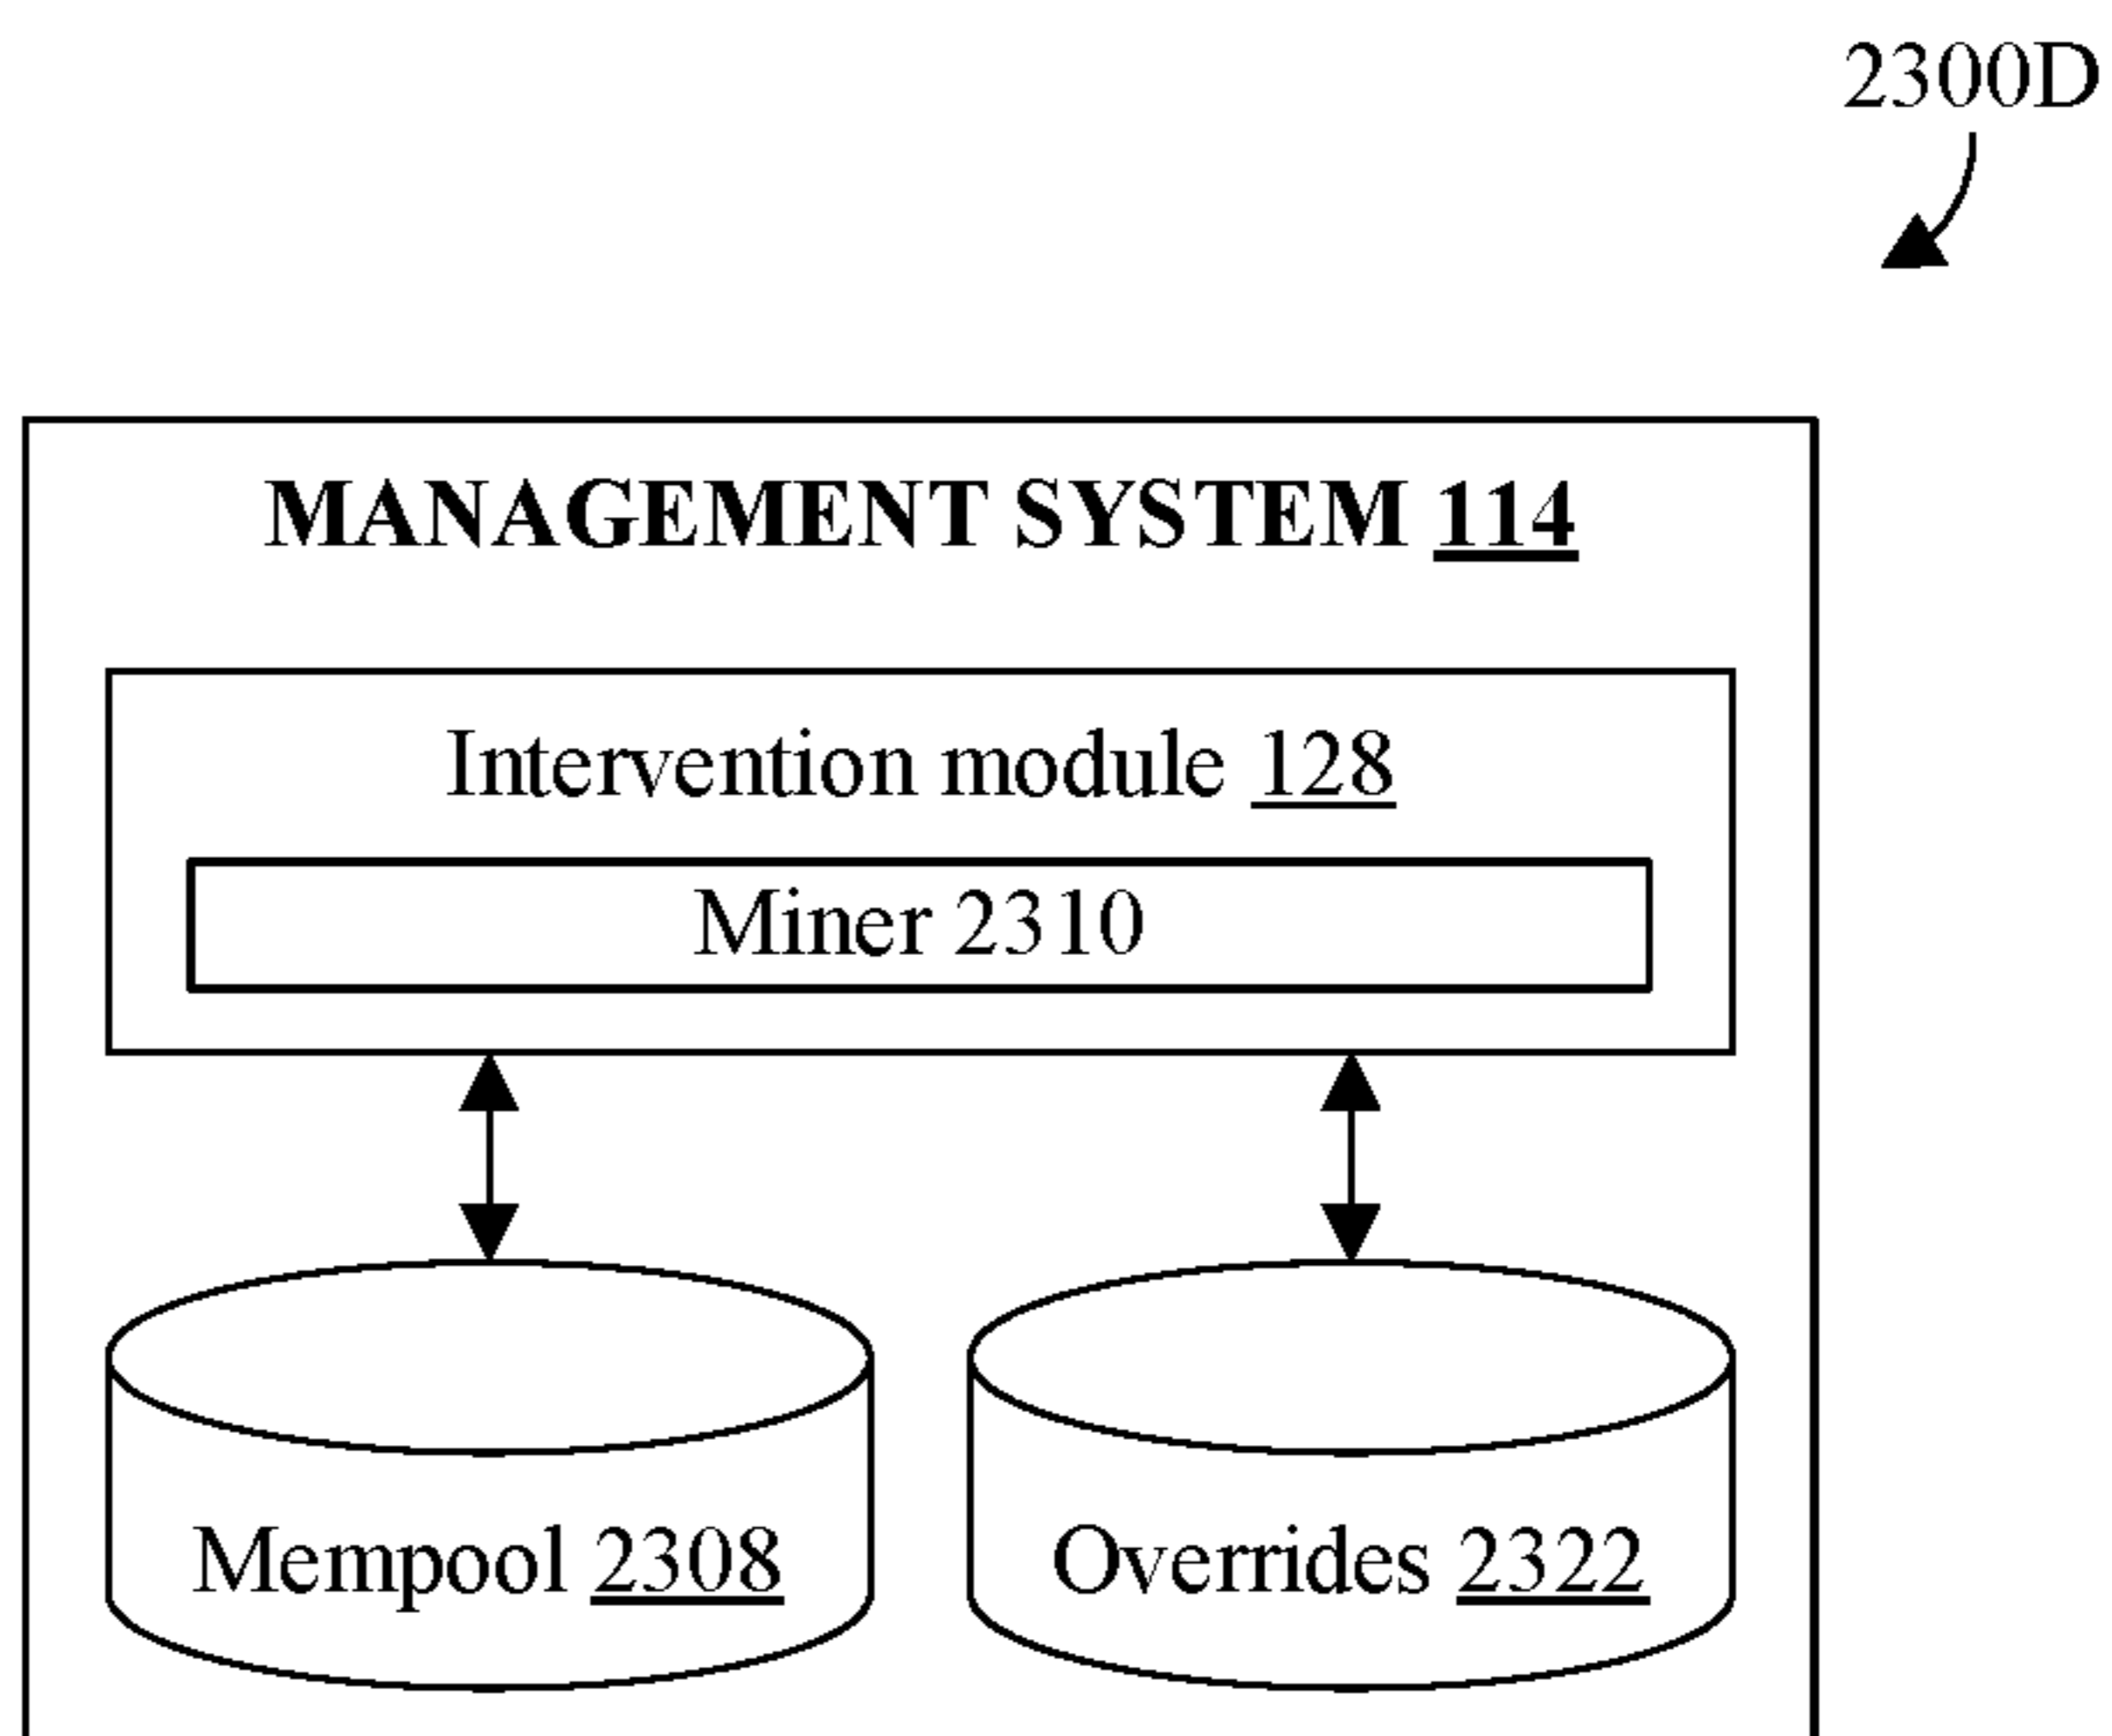 2300D
MANAGEMENT SYSTEM 114
Intervention module 128
Miner 2310
Mempool 2308
Overrides 2322